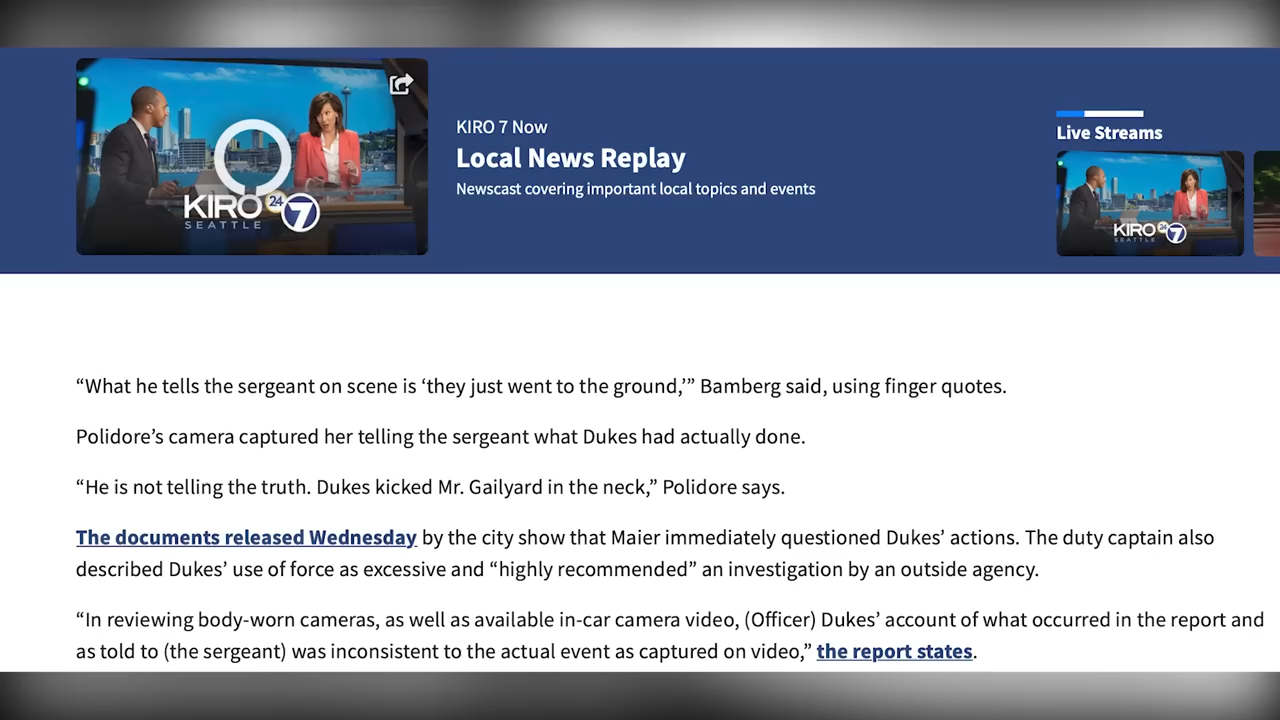 KIRO 7 Now
Local News Replay
Newscast covering important local topics and events
KIRO 24 7
SEATTLE
Live Streams
KIRO 24 7
SEATTLE
“What he tells the sergeant on scene is ‘they just went to the ground,’” Bamberg said, using finger quotes.
Polidore’s camera captured her telling the sergeant what Dukes had actually done.
“He is not telling the truth. Dukes kicked Mr. Gailyard in the neck,” Polidore says.
The documents released Wednesday by the city show that Maier immediately questioned Dukes’ actions. The duty captain also
described Dukes’ use of force as excessive and “highly recommended” an investigation by an outside agency.
“In reviewing body-worn cameras, as well as available in-car camera video, (Officer) Dukes’ account of what occurred in the report and
as told to (the sergeant) was inconsistent to the actual event as captured on video,” the report states.